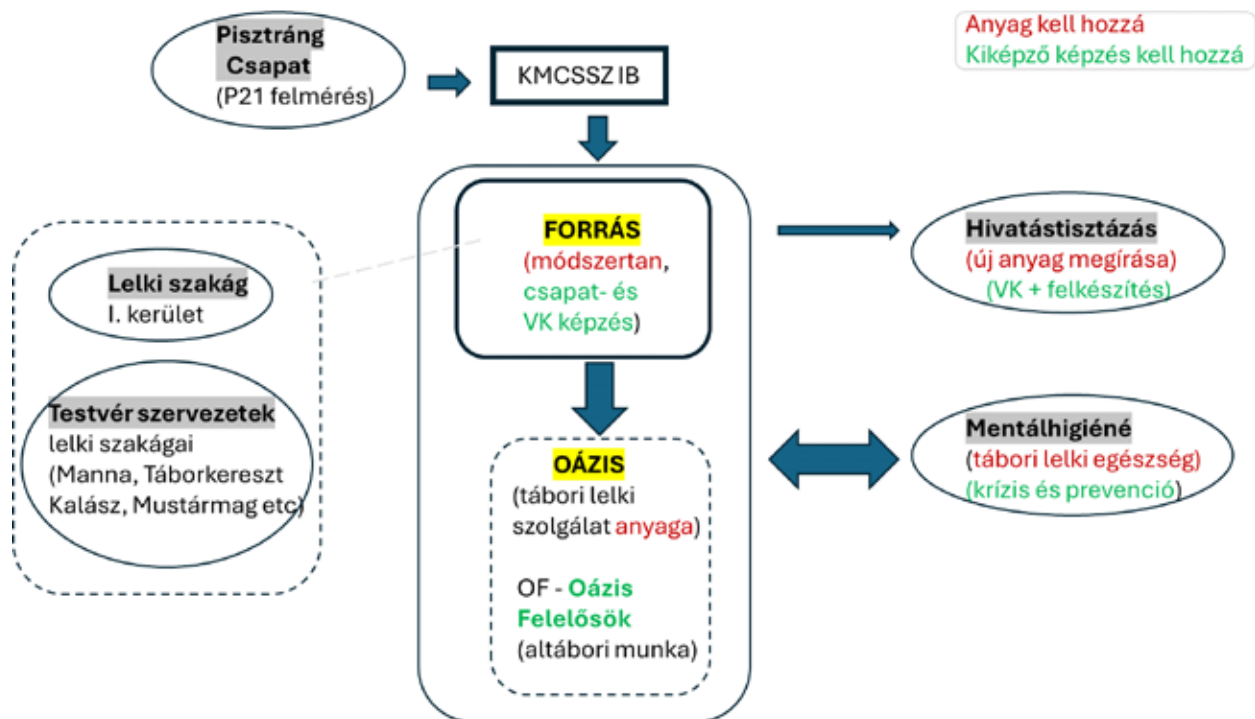 Pisztráng
Csapat
(P21 felmérés)
KMCSSZ IB
Anyag kell hozzá
Kiképző képzés kell hozzá
FORRÁS
(módszertan,
csapat- és
VK képzés)
Hivatástisztázás
(új anyag megírása)
(VK + felkészítés)
Lelki szakág
I. kerület
Testvér szervezetek
lelki szakágai
(Manna, Táborkereszt
Kalász, Mustármag etc)
OÁZIS
(tábori lelki
szolgálat anyaga)
OF - Oázis
Felelősök
(altábori munka)
Mentálhigiéné
(tábori lelki egészség)
(krízis és prevenció)